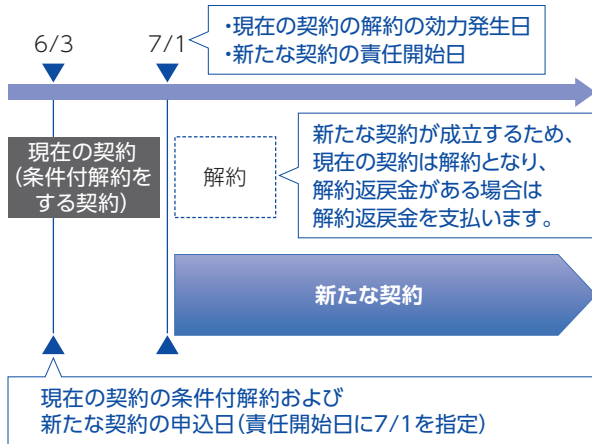 6/3
7/1
・現在の契約の解約の効力発生日
・新たな契約の責任開始日
現在の契約
(条件付解約を
する契約)
解約
新たな契約が成立するため、
現在の契約は解約となり、
解約返戻金がある場合は
解約返戻金を支払います。
新たな契約
現在の契約の条件付解約および
新たな契約の申込日(責任開始日に7/1を指定)